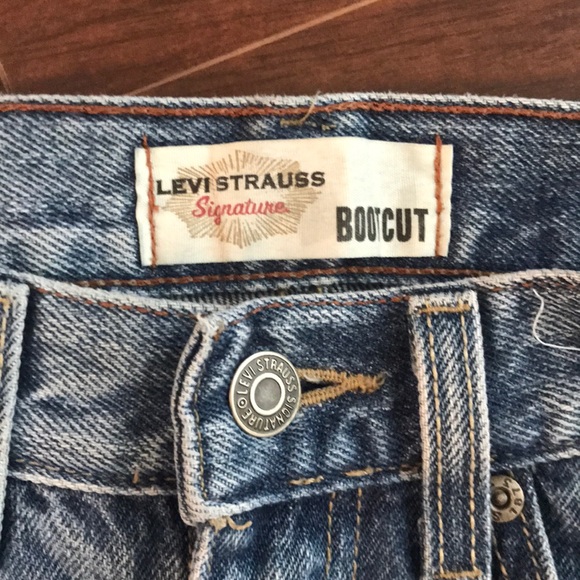 LEVI STRAUSS
Signature
BOOTCUT
LEVI STRAUSS SIGNATURE